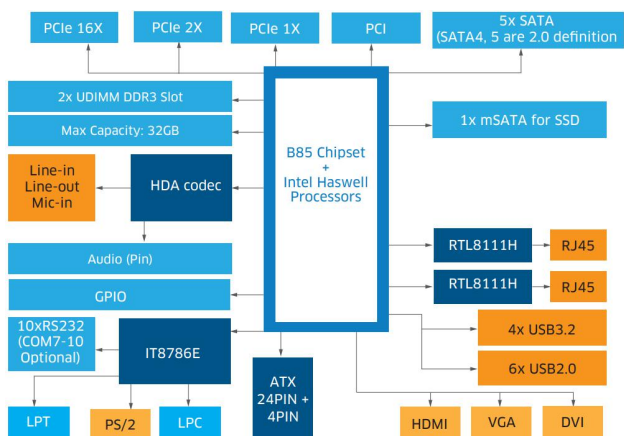 PCIe 16X
PCIe 2X
PCIe 1X
PCI
5x SATA
(SATA4, 5 are 2.0 definition
2x UDIMM DDR3 Slot
Max Capacity: 32GB
B85 Chipset
+
Intel Haswell
Processors
1x mSATA for SSD
Line-in
Line-out
Mic-in
HDA codec
Audio (Pin)
GPIO
RTL8111H
RJ45
RTL8111H
RJ45
10xRS232
(COM7-10
Optional)
IT8786E
4x USB3.2
6x USB2.0
ATX
24PIN +
4PIN
LPT
PS/2
LPC
HDMI
VGA
DVI